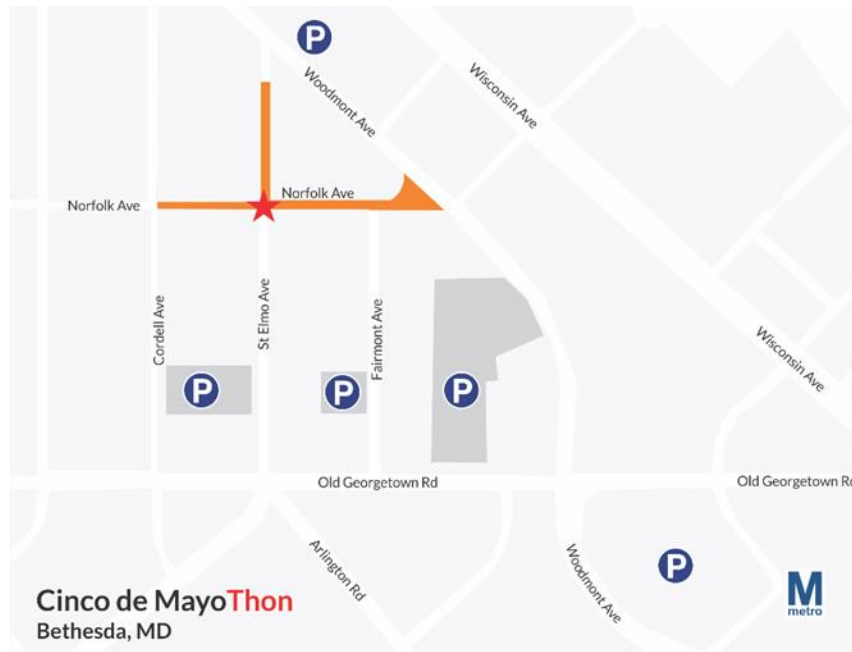 P
Woodmont Ave
Wisconsin Ave
Norfolk Ave
Norfolk Ave
Cordell Ave
St Elmo Ave
Fairmont Ave
Wisconsin Ave
P
P
P
Old Georgetown Rd
Old Georgetown Rd
Arlington Rd
Woodmont Ave
P
M
metro
Cinco de MayoThon
Bethesda, MD